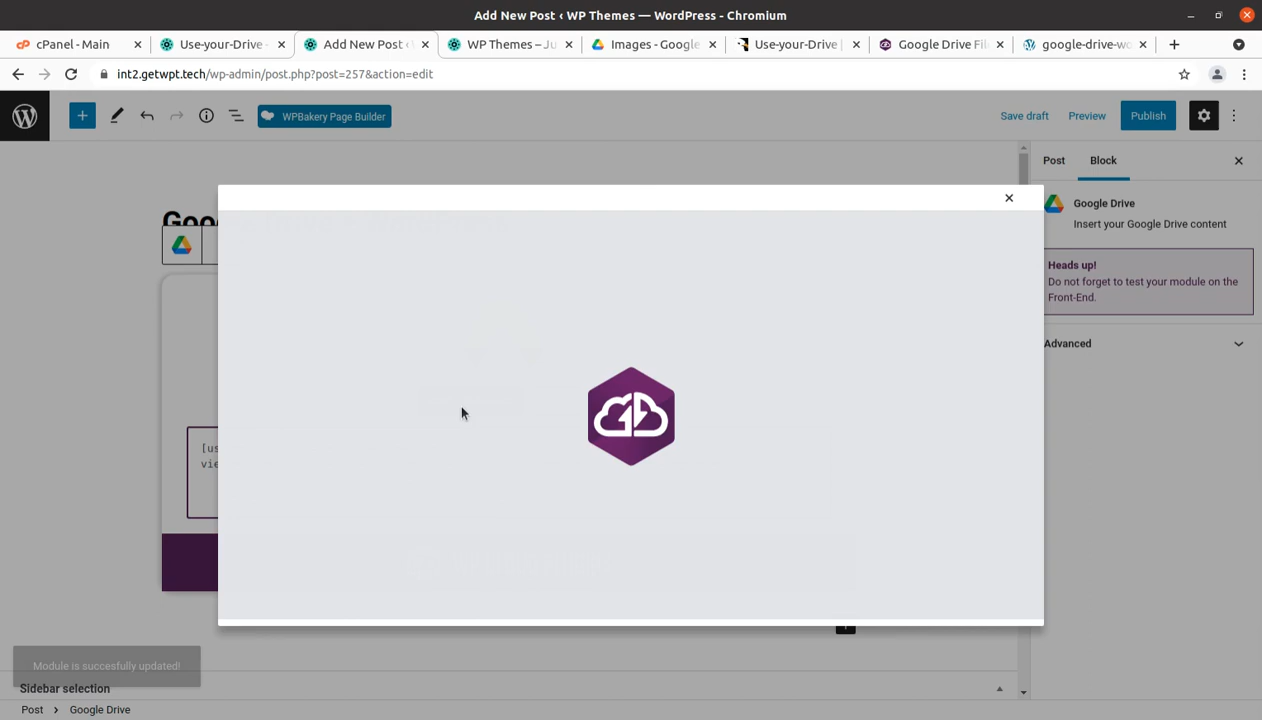 Add New Post ‹ WP Themes — WordPress - Chromium
cPanel - Main
Use-your-Drive
Add New Post ‹
WP Themes – Ju
Images - Google
Use-your-Drive |
Google Drive Fil
google-drive-wo
int2.getwpt.tech/wp-admin/post.php?post=257&action=edit
WPBakery Page Builder
Save draft
Preview
Publish
Post
Block
Google Drive
Insert your Google Drive content
Heads up!
Do not forget to test your module on the
Front-End.
Advanced
Goo
[us
vie
Module is succesfully updated!
Sidebar selection
Post
Google Drive